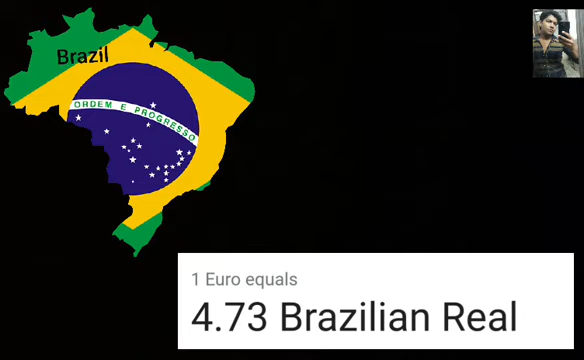 Brazil
ORDEM E PROGRESSO
1 Euro equals
4.73 Brazilian Real